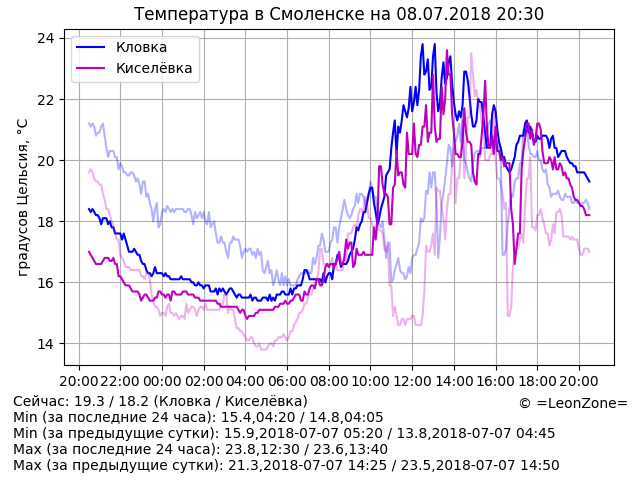 Температура в Смоленске на 08.07.2018 20:30
градусов Цельсия, °C
24
22
20
18
16
14
Кловка
Киселёвка
20:00 22:00 00:00 02:00 04:00 06:00 08:00 10:00 12:00 14:00 16:00 18:00 20:00
Сейчас: 19.3 / 18.2 (Кловка / Киселёвка)
© =LeonZone=
Min (за последние 24 часа): 15.4,04:20 / 14.8,04:05
Min (за предыдущие сутки): 15.9,2018-07-07 05:20 / 13.8,2018-07-07 04:45
Max (за последние 24 часа): 23.8,12:30 / 23.6,13:40
Max (за предыдущие сутки): 21.3,2018-07-07 14:25 / 23.5,2018-07-07 14:50